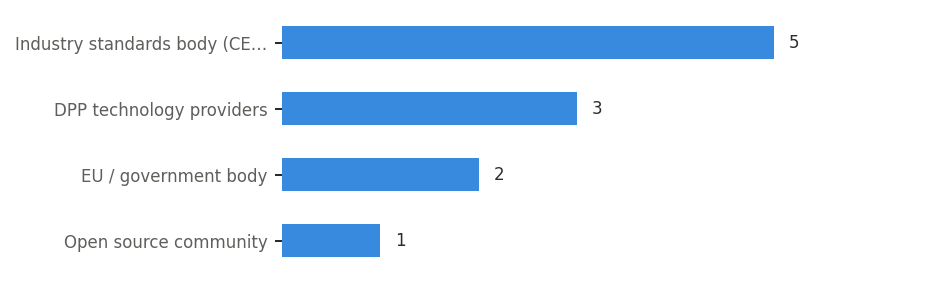 Industry standards body (CE… 5
DPP technology providers 3
EU / government body 2
Open source community 1